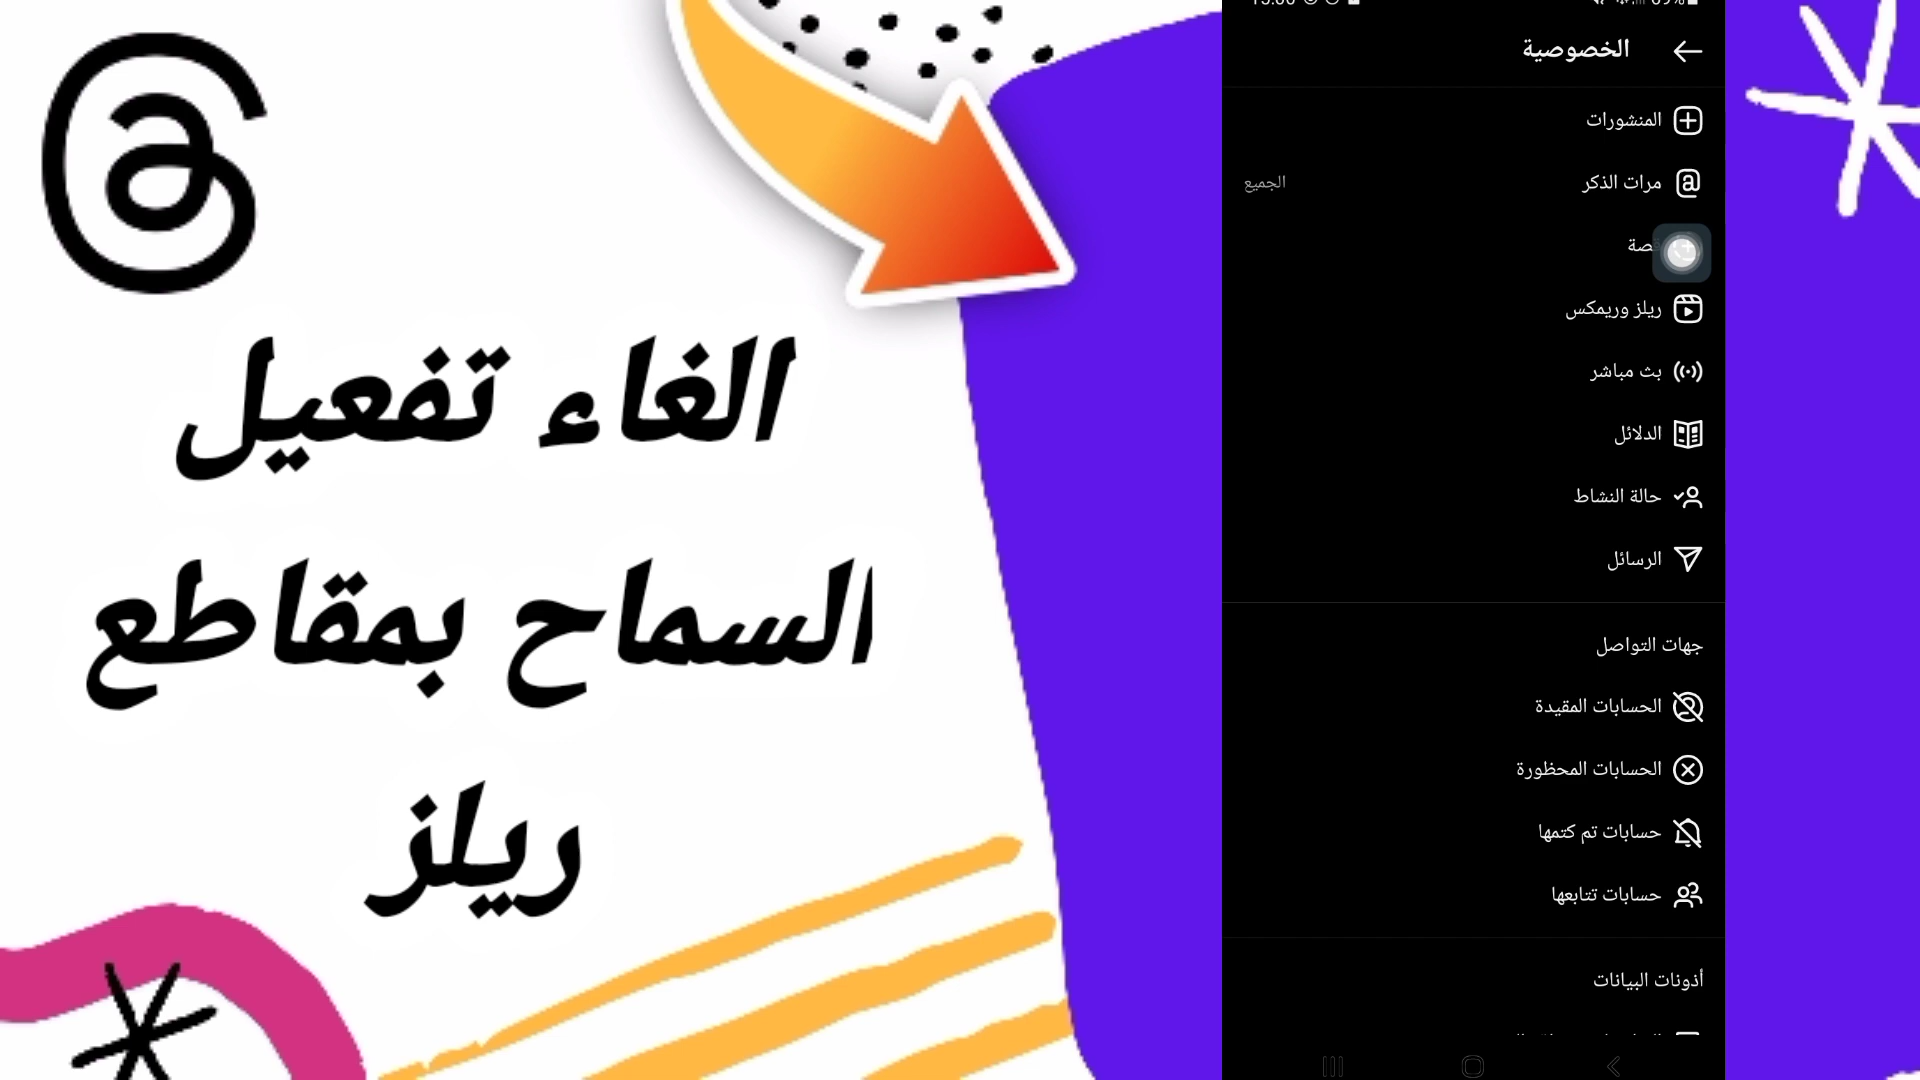 الغاء تفعيل
السماح بمقاطع
ريلز
الخصوصية
المنشورات
مرات الذكر
الجميع
قصة
ريلز وريمكس
بث مباشر
الدلائل
حالة النشاط
الرسائل
جهات التواصل
الحسابات المقيدة
الحسابات المحظورة
حسابات تم كتمها
حسابات تتابعها
أذونات البيانات